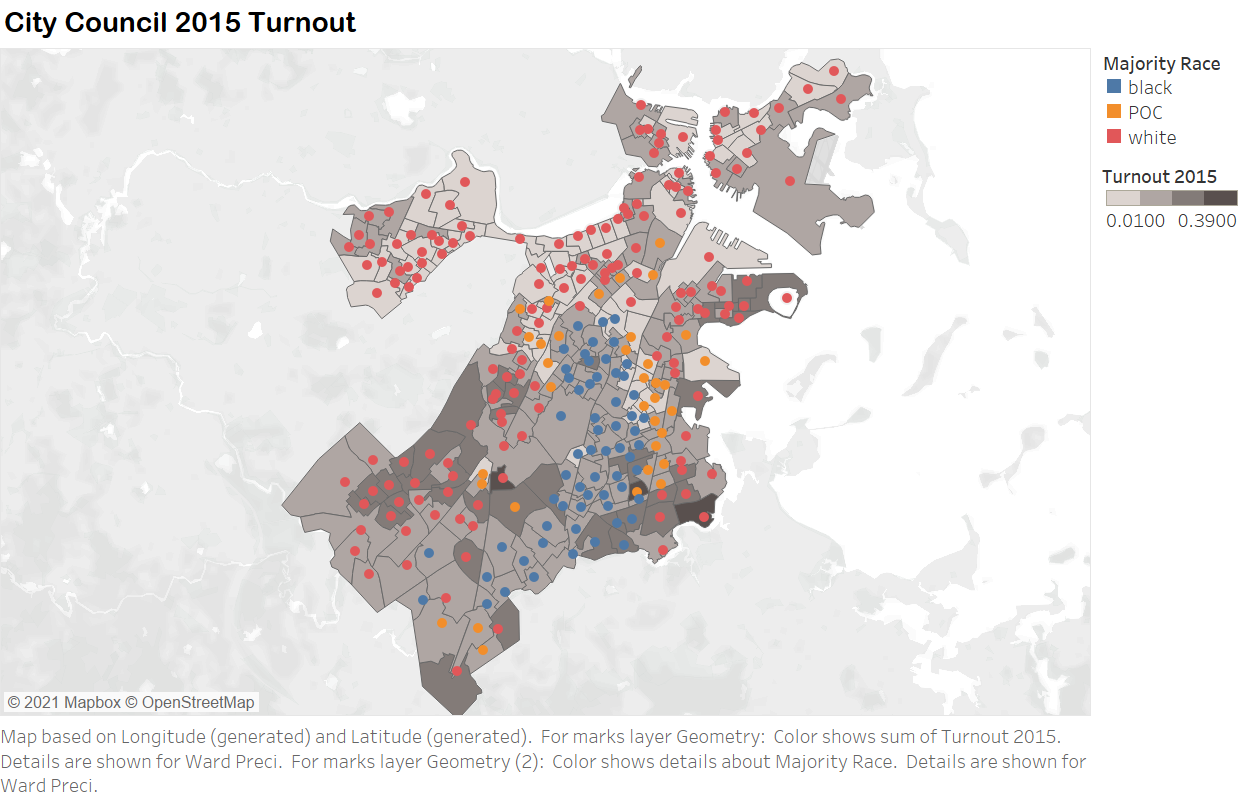 City Council 2015 Turnout
Majority Race
black
POC
white
Turnout 2015
0.0100 0.3900
© 2021 Mapbox © OpenStreetMap
Map based on Longitude (generated) and Latitude (generated).  For marks layer Geometry:  Color shows sum of Turnout 2015.
Details are shown for Ward Preci.  For marks layer Geometry (2):  Color shows details about Majority Race.  Details are shown for
Ward Preci.